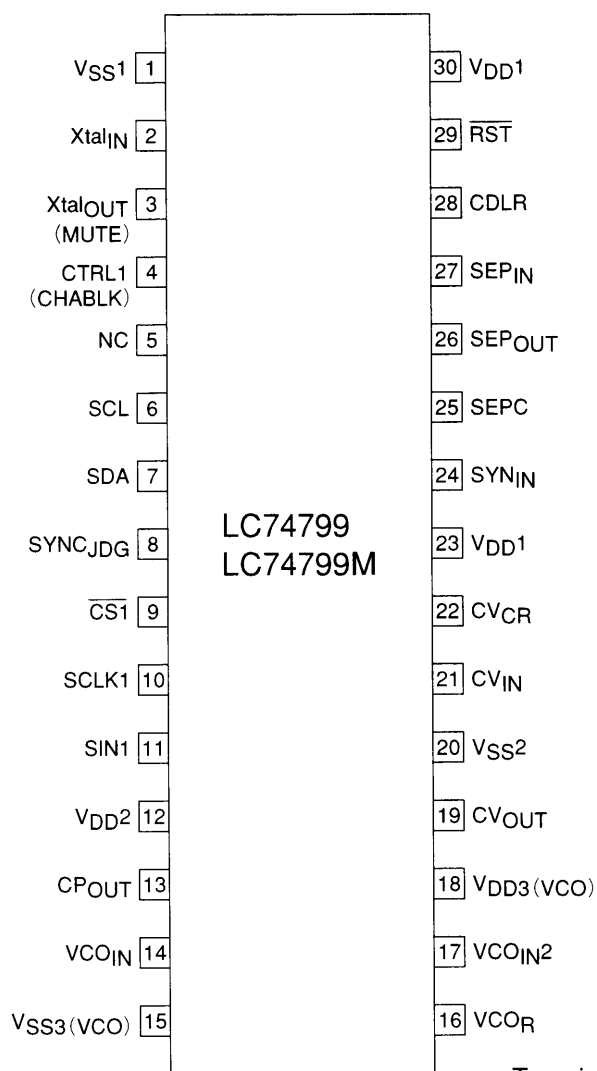 VSS1 1
XtalIN 2
XtalOUT 3
(MUTE)
CTRL1 4
(CHABLK)
NC 5
SCL 6
SDA 7
SYNCJDG 8
CS1 9
SCLK1 10
SIN1 11
VDD2 12
CPOUT 13
VCOIN 14
VSS3(VCO) 15
LC74799
LC74799M
30 VDD1
29 RST
28 CDLR
27 SEPIN
26 SEPOUT
25 SEPC
24 SYNIN
23 VDD1
22 CVCR
21 CVIN
20 VSS2
19 CVOUT
18 VDD3(VCO)
17 VCOIN2
16 VCOR